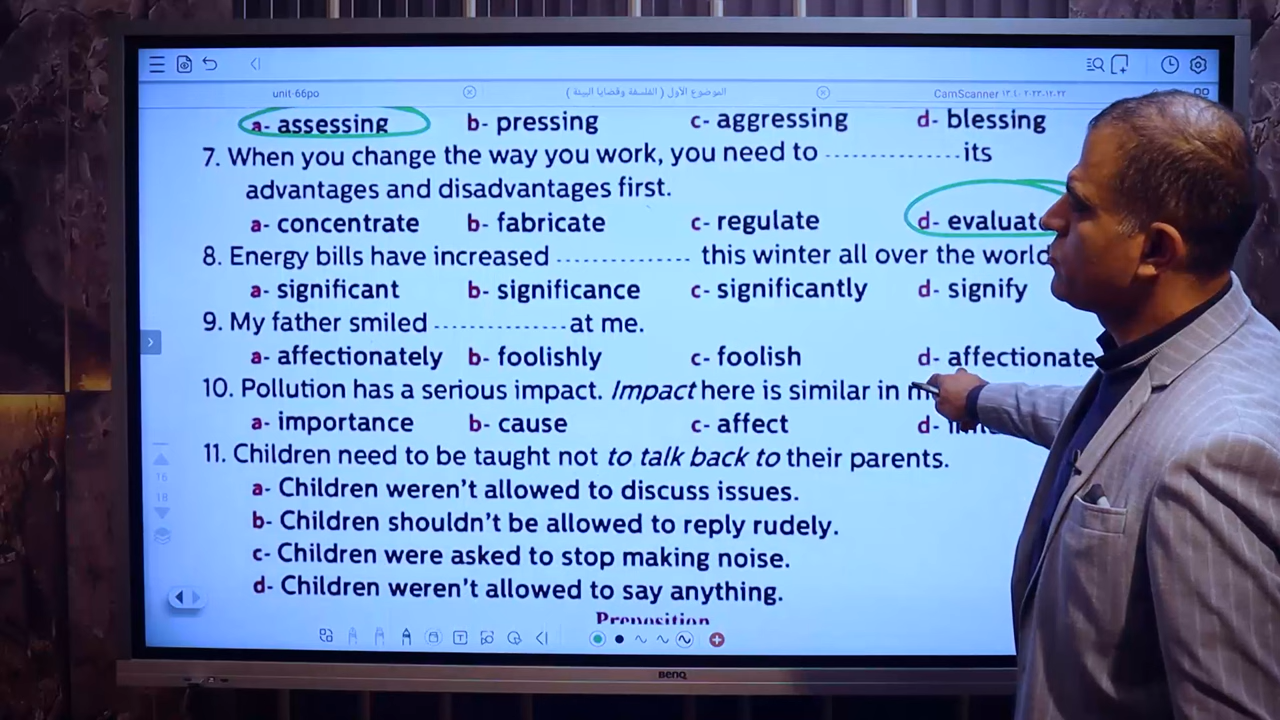 unit-66po
الموضوع الأول ( الفلسفة وقضايا البيئة )
CamScanner
a- assessing b- pressing c- aggressing d- blessing
7. When you change the way you work, you need to .............. its
advantages and disadvantages first.
a- concentrate b- fabricate c- regulate d- evaluate
8. Energy bills have increased .............. this winter all over the world
a- significant b- significance c- significantly d- signify
9. My father smiled .............. at me.
a- affectionately b- foolishly c- foolish d- affectionate
10. Pollution has a serious impact. Impact here is similar in
a- importance b- cause c- affect d-
11. Children need to be taught not to talk back to their parents.
a- Children weren't allowed to discuss issues.
b- Children shouldn't be allowed to reply rudely.
c- Children were asked to stop making noise.
d- Children weren't allowed to say anything.
Preposition
16
18
BenQ